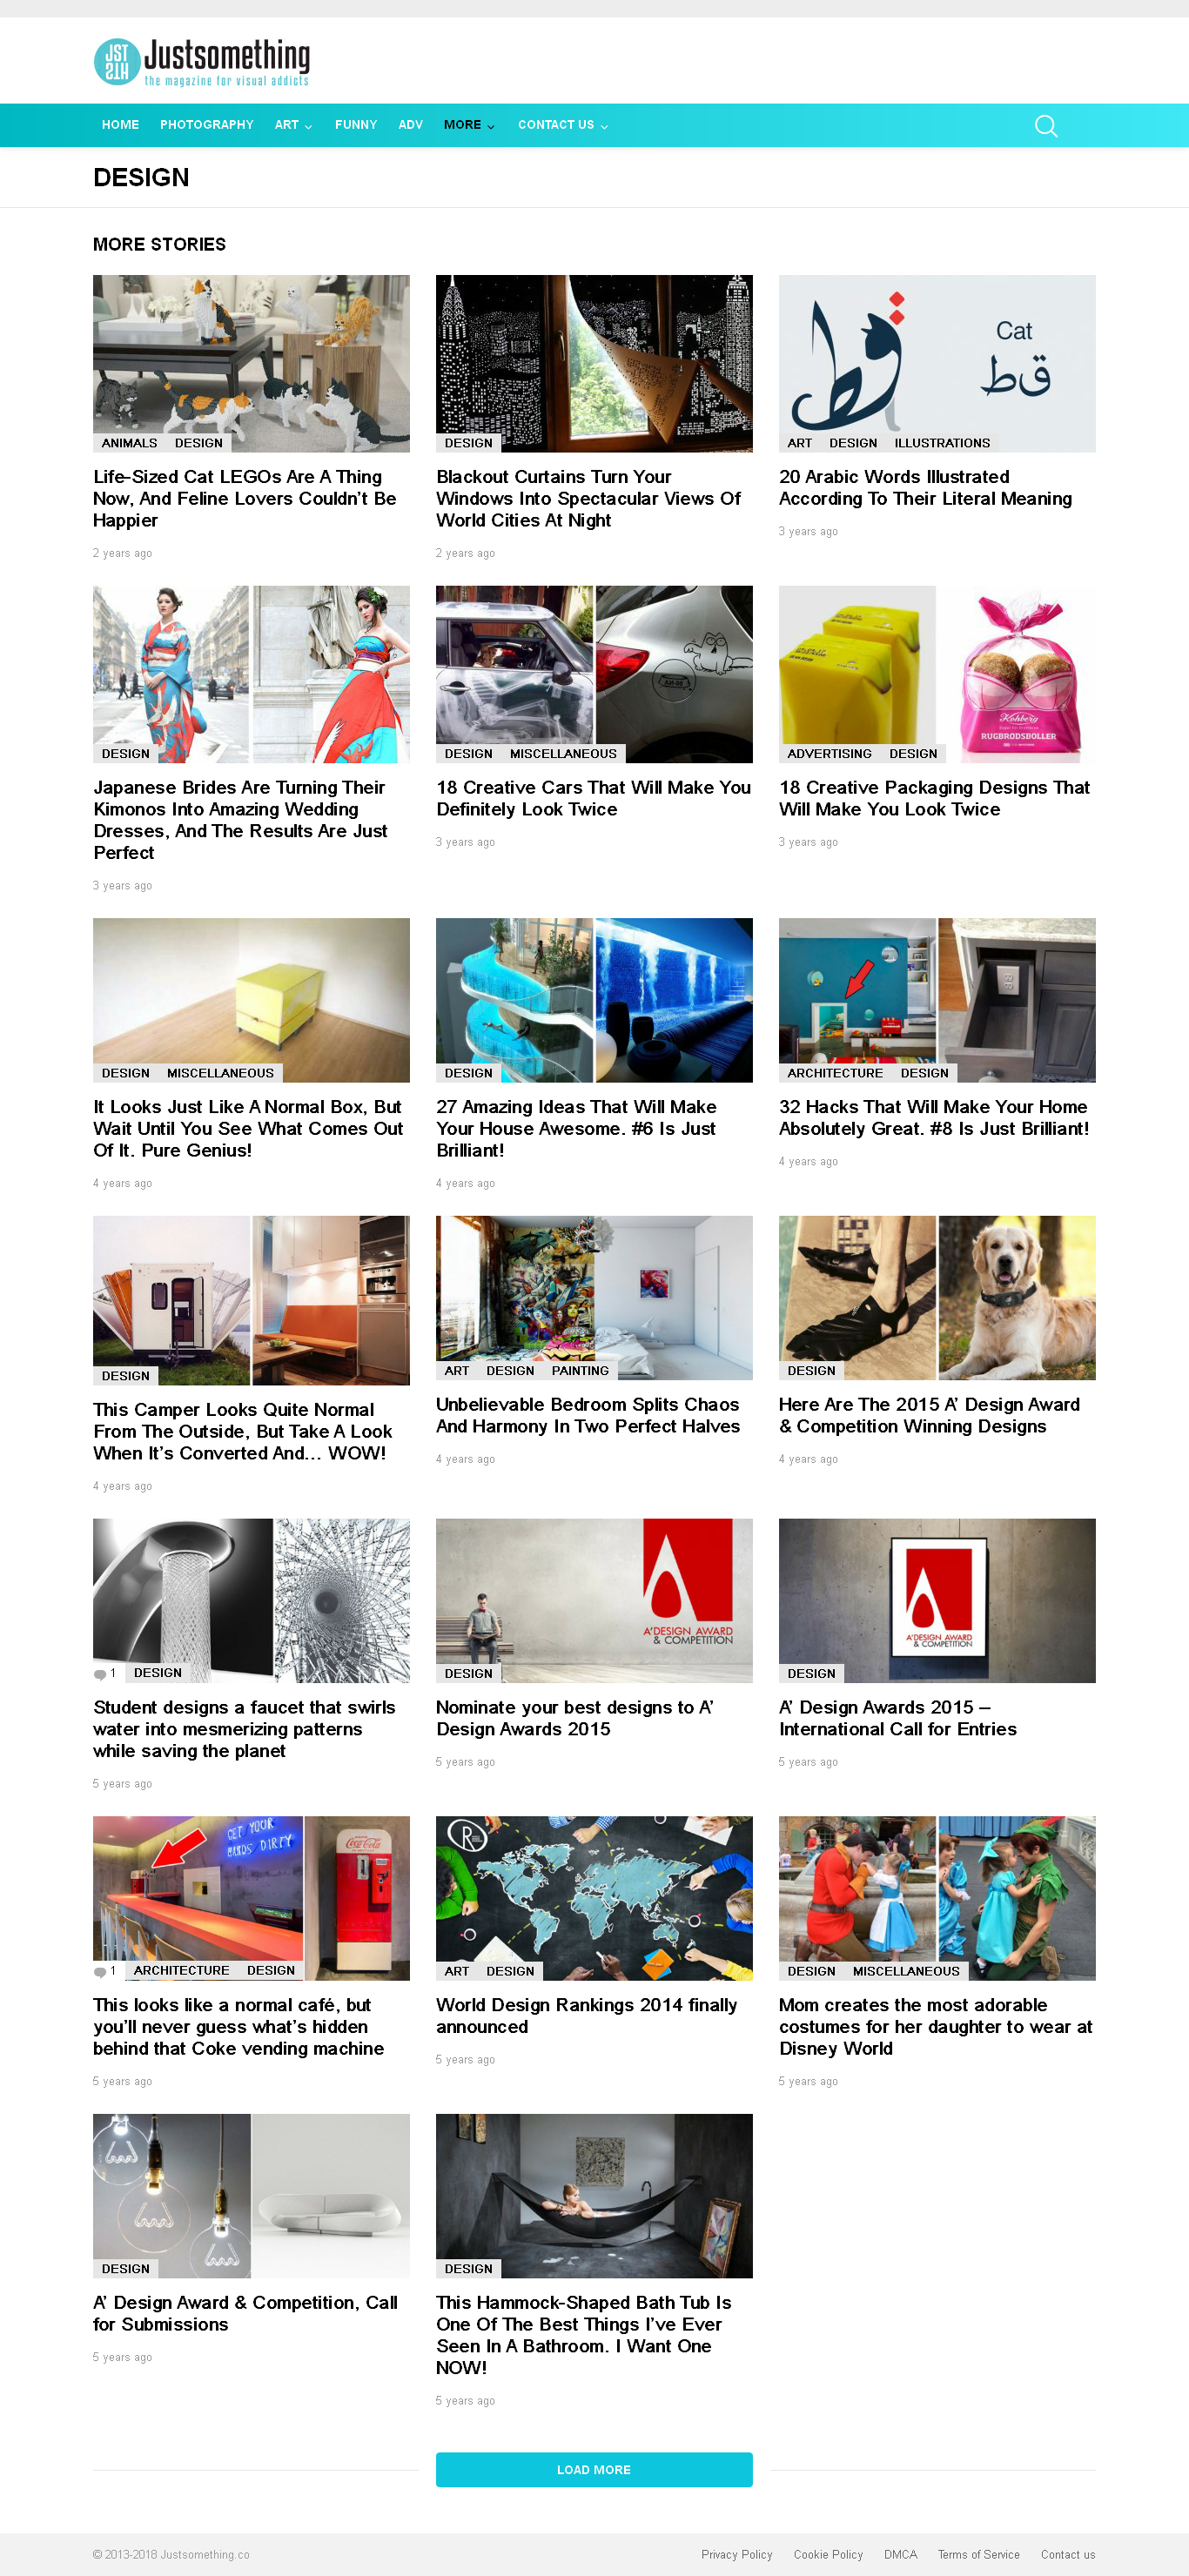 JST
STH
Justsomething
the magazine for visual addicts
HOME PHOTOGRAPHY ART FUNNY ADV MORE CONTACT US
DESIGN
MORE STORIES
ANIMALS DESIGN
Life-Sized Cat LEGOs Are A Thing
Now, And Feline Lovers Couldn't Be
Happier
2 years ago
DESIGN
Blackout Curtains Turn Your
Windows Into Spectacular Views Of
World Cities At Night
2 years ago
قط
Cat
قط
ART DESIGN ILLUSTRATIONS
20 Arabic Words Illustrated
According To Their Literal Meaning
3 years ago
DESIGN
Japanese Brides Are Turning Their
Kimonos Into Amazing Wedding
Dresses, And The Results Are Just
Perfect
3 years ago
DESIGN MISCELLANEOUS
18 Creative Cars That Will Make You
Definitely Look Twice
3 years ago
Kohberg
RUGBRØDSBOLLER
ADVERTISING DESIGN
18 Creative Packaging Designs That
Will Make You Look Twice
3 years ago
DESIGN MISCELLANEOUS
It Looks Just Like A Normal Box, But
Wait Until You See What Comes Out
Of It. Pure Genius!
4 years ago
DESIGN
27 Amazing Ideas That Will Make
Your House Awesome. #6 Is Just
Brilliant!
4 years ago
ARCHITECTURE DESIGN
32 Hacks That Will Make Your Home
Absolutely Great. #8 Is Just Brilliant!
4 years ago
DESIGN
This Camper Looks Quite Normal
From The Outside, But Take A Look
When It's Converted And… WOW!
4 years ago
ART DESIGN PAINTING
Unbelievable Bedroom Splits Chaos
And Harmony In Two Perfect Halves
4 years ago
DESIGN
Here Are The 2015 A' Design Award
& Competition Winning Designs
4 years ago
1 DESIGN
Student designs a faucet that swirls
water into mesmerizing patterns
while saving the planet
5 years ago
A'DESIGN AWARD
& COMPETITION
DESIGN
Nominate your best designs to A'
Design Awards 2015
5 years ago
A'DESIGN AWARD
& COMPETITION
DESIGN
A' Design Awards 2015 –
International Call for Entries
5 years ago
GET YOUR
HANDS DIRTY
Coca-Cola
1 ARCHITECTURE DESIGN
This looks like a normal café, but
you'll never guess what's hidden
behind that Coke vending machine
5 years ago
R
ART DESIGN
World Design Rankings 2014 finally
announced
5 years ago
DESIGN MISCELLANEOUS
Mom creates the most adorable
costumes for her daughter to wear at
Disney World
5 years ago
DESIGN
A' Design Award & Competition, Call
for Submissions
5 years ago
DESIGN
This Hammock-Shaped Bath Tub Is
One Of The Best Things I've Ever
Seen In A Bathroom. I Want One
NOW!
5 years ago
LOAD MORE
© 2013-2018 Justsomething.co
Privacy Policy Cookie Policy DMCA Terms of Service Contact us